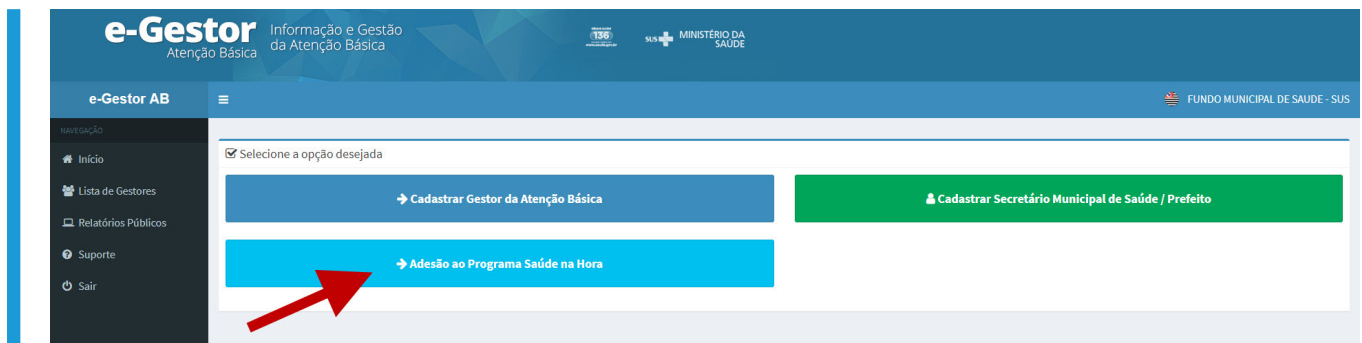 e-Gestor
Atenção Básica
Informação e Gestão
da Atenção Básica
136
SUS
MINISTÉRIO DA
SAÚDE
e-Gestor AB
FUNDO MUNICIPAL DE SAUDE - SUS
NAVEGAÇÃO
Início
Lista de Gestores
Relatórios Públicos
Suporte
Sair
Selecione a opção desejada
Cadastrar Gestor da Atenção Básica
Cadastrar Secretário Municipal de Saúde / Prefeito
Adesão ao Programa Saúde na Hora